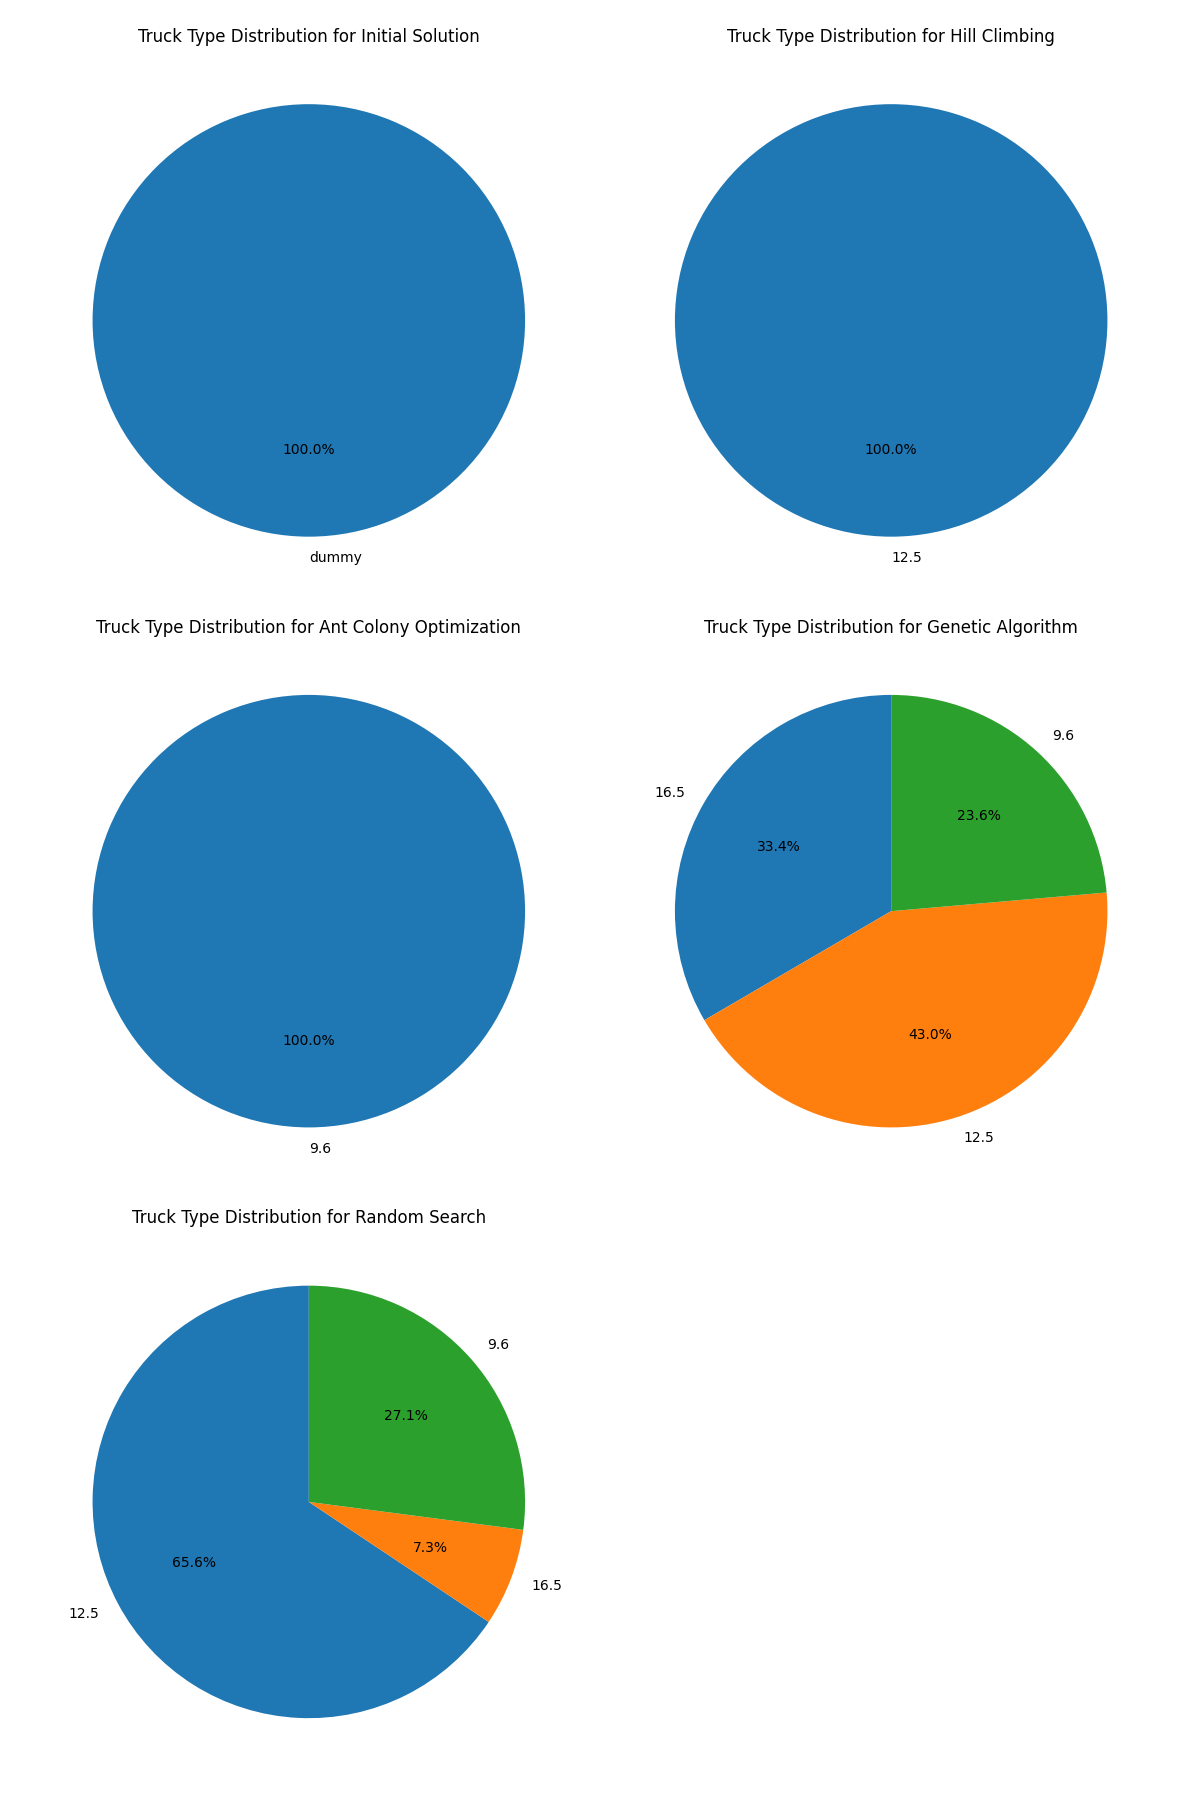 Truck Type Distribution for Initial Solution
100.0%
dummy
Truck Type Distribution for Hill Climbing
100.0%
12.5
Truck Type Distribution for Ant Colony Optimization
100.0%
9.6
Truck Type Distribution for Genetic Algorithm
9.6
16.5
23.6%
33.4%
43.0%
12.5
Truck Type Distribution for Random Search
9.6
27.1%
7.3%
65.6%
16.5
12.5